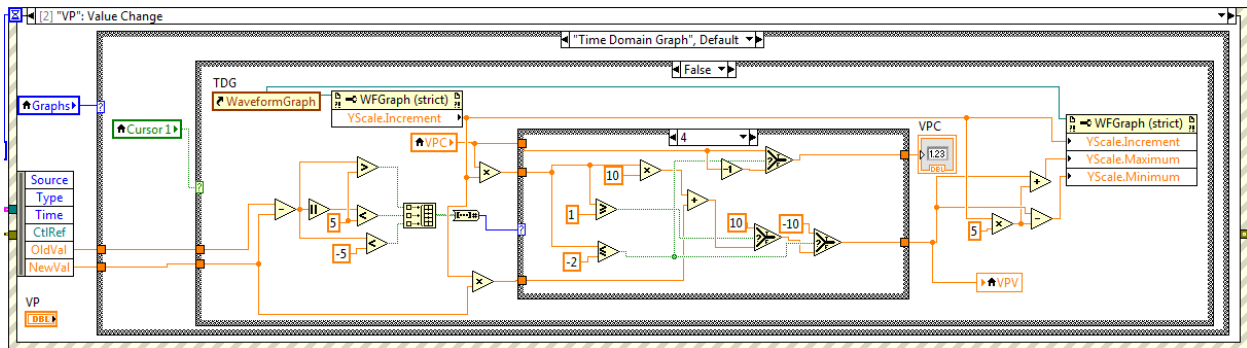 [2] "VP": Value Change
"Time Domain Graph", Default
False
TDG
WaveformGraph
WFGraph (strict)
YScale.Increment
Graphs
Cursor 1
VPC
4
VPC
1.23
DBL
WFGraph (strict)
YScale.Increment
YScale.Maximum
YScale.Minimum
Source
Type
Time
CtlRef
OldVal
NewVal
5
-5
10
1
-2
-1
10
-10
5
VPV
VP
DBL